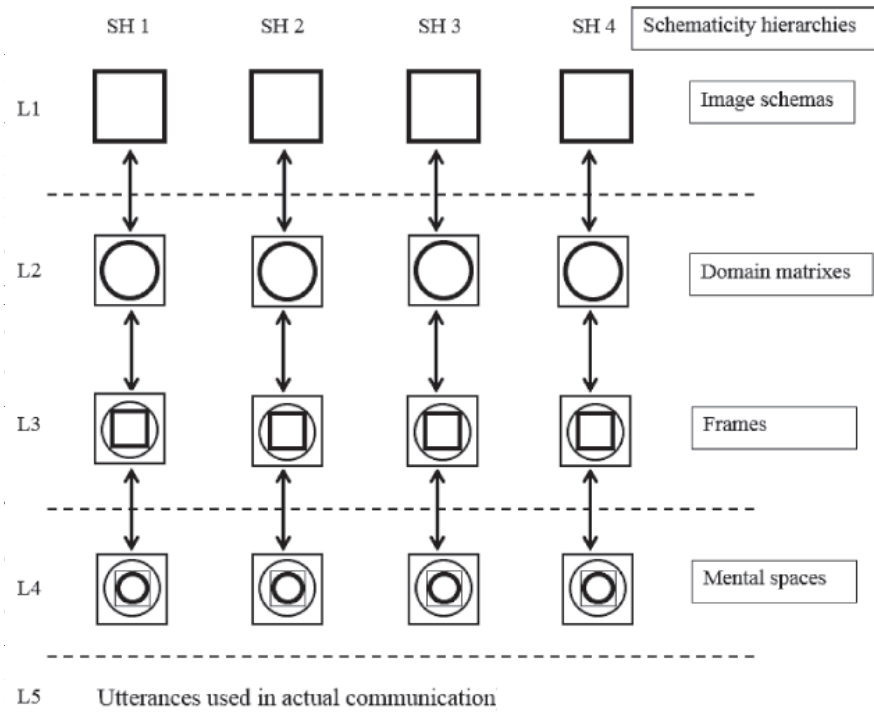 SH 1 SH 2 SH 3 SH 4 Schematicity hierarchies
L1 Image schemas
L2 Domain matrixes
L3 Frames
L4 Mental spaces
L5 Utterances used in actual communication